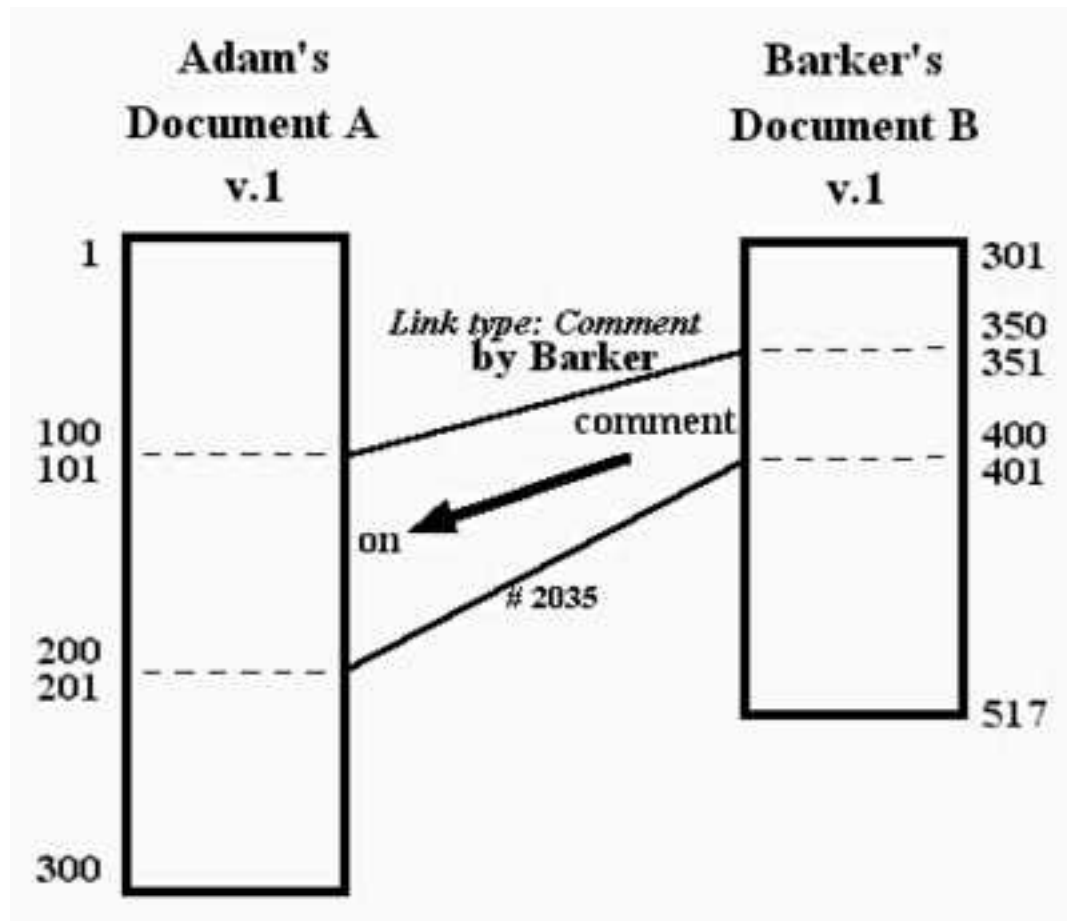 Adam's
Document A
v.1
Barker's
Document B
v.1
1
100
101
200
201
300
Link type: Comment
by Barker
comment
on
# 2035
301
350
351
400
401
517